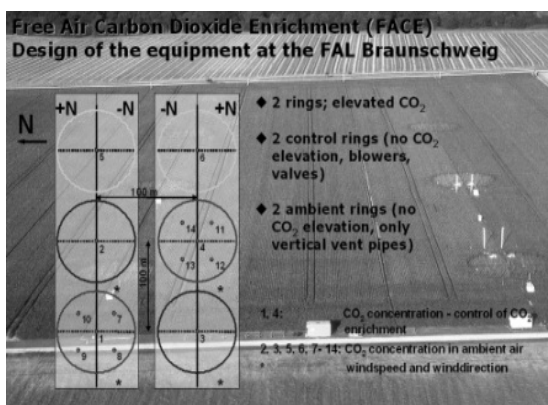 Free Air Carbon Dioxide Enrichment (FACE)
Design of the equipment at the FAL Braunschweig
+N -N -N +N
N
◆ 2 rings; elevated CO₂
◆ 2 control rings (no CO₂
elevation, blowers,
valves)
◆ 2 ambient rings (no
CO₂ elevation, only
vertical vent pipes)
5 6
100 m
14 11
2 4
13 12
100 m
* *
10 7
1 3
9 8
* *
1, 4: CO₂ concentration - control of CO₂-
enrichment
2, 3, 5, 6, 7- 14: CO₂ concentration in ambient air
* windspeed and winddirection